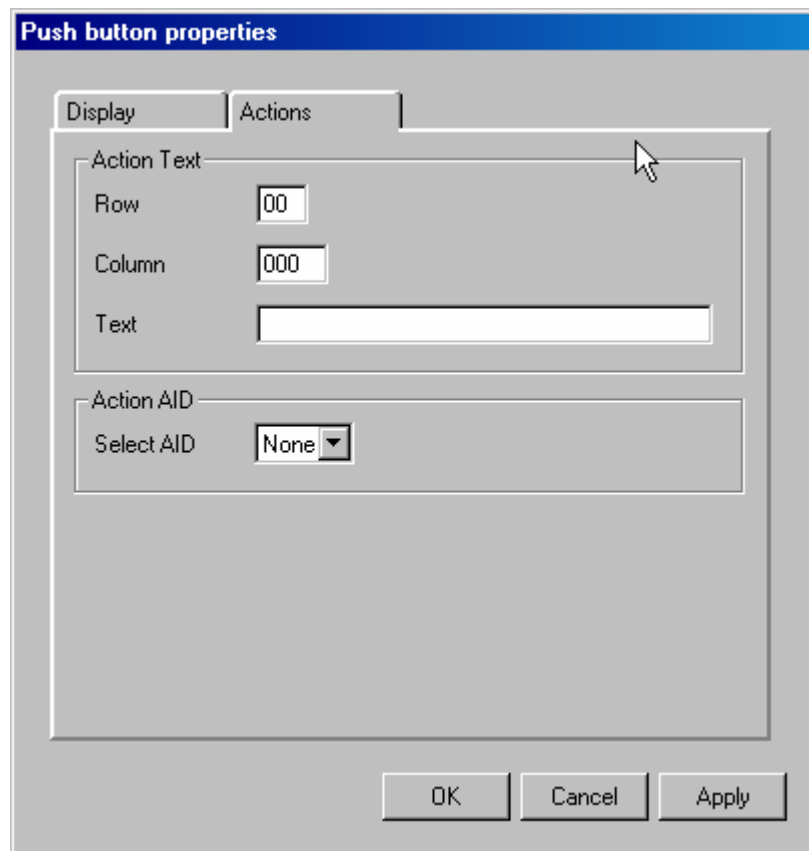 Push button properties
Display Actions
Action Text
Row 00
Column 000
Text
Action AID
Select AID None
OK Cancel Apply